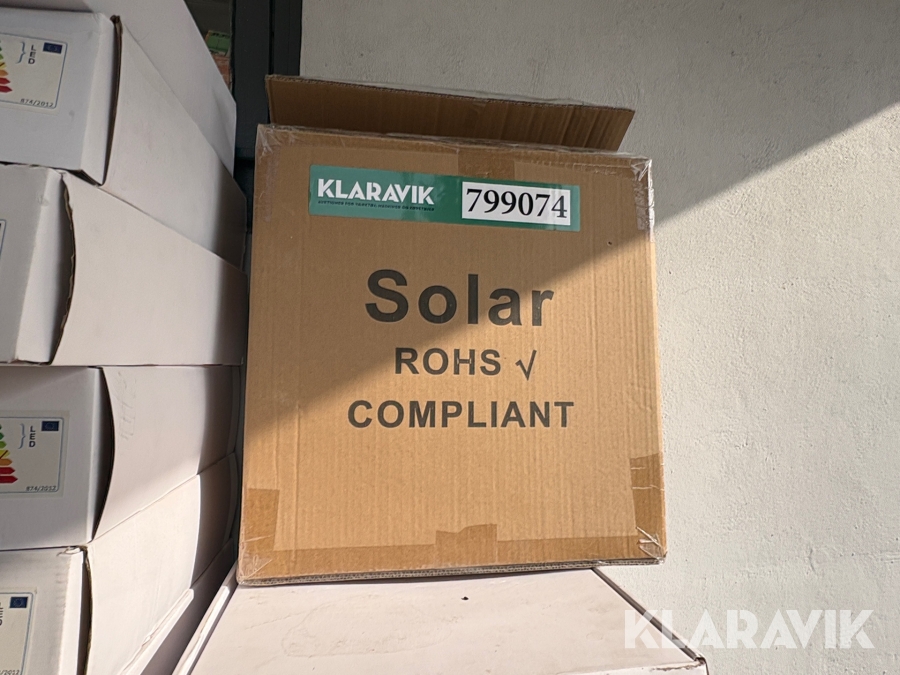 LED
874/2012
KLARAVIK
799074
Solar
ROHS √
COMPLIANT
LED
874/2012
KLARAVIK